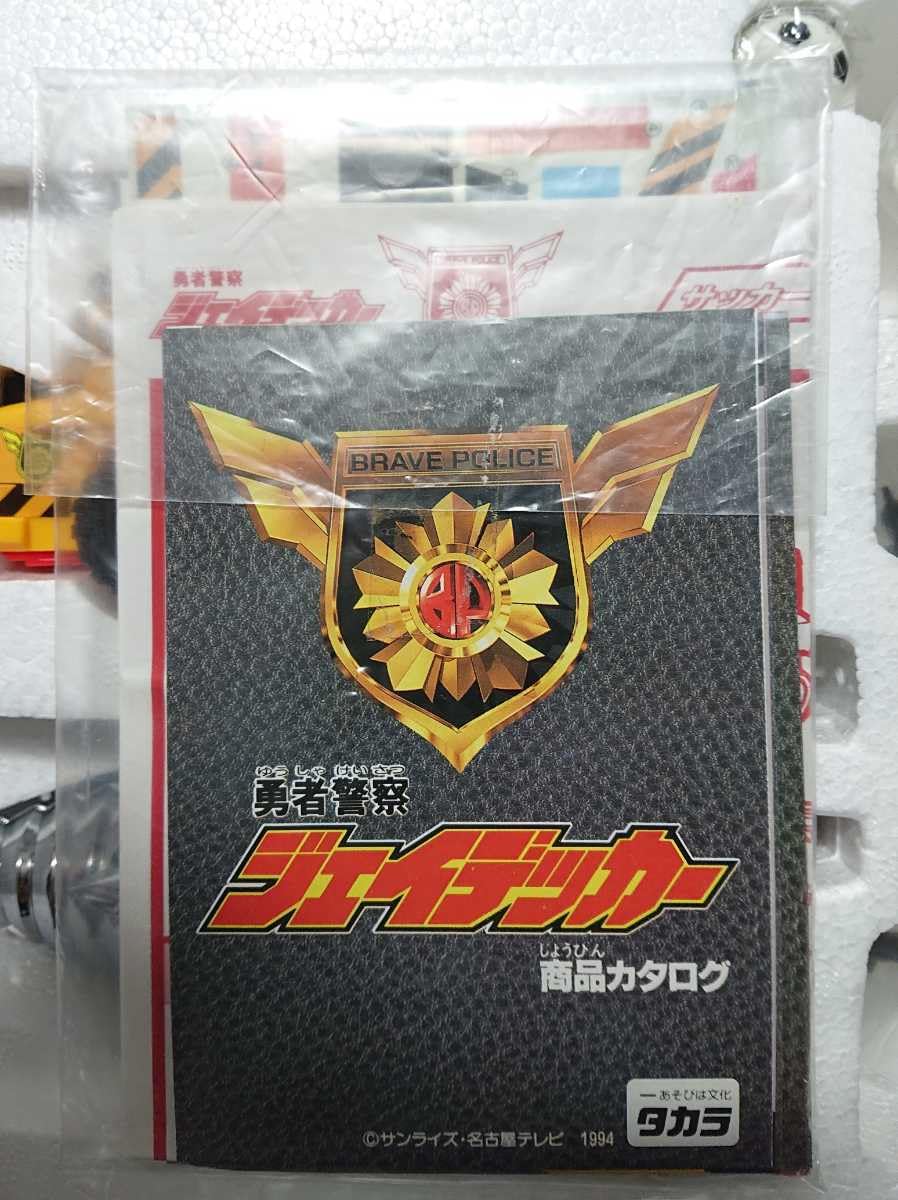 BRAVE POLICE
勇者警察
ジェイデッカー
サッカー
BRAVE POLICE
BP
ゆうしゃけいさつ
勇者警察
ジェイデッカー
しょうひん
商品カタログ
―あそびは文化
タカラ
©サンライズ・名古屋テレビ 1994